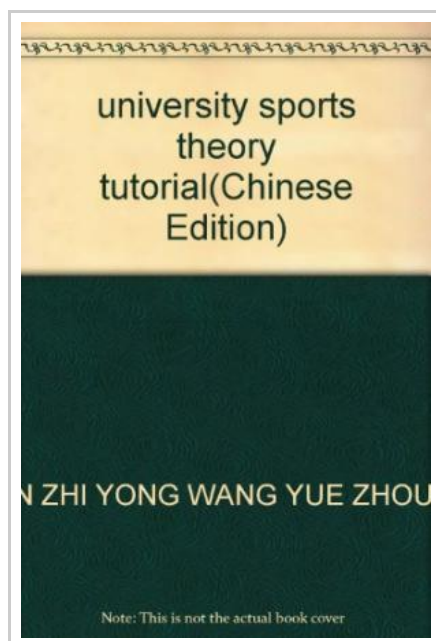 university sports
theory
tutorial(Chinese
Edition)
N ZHI YONG WANG YUE ZHOU
Note: This is not the actual book cover